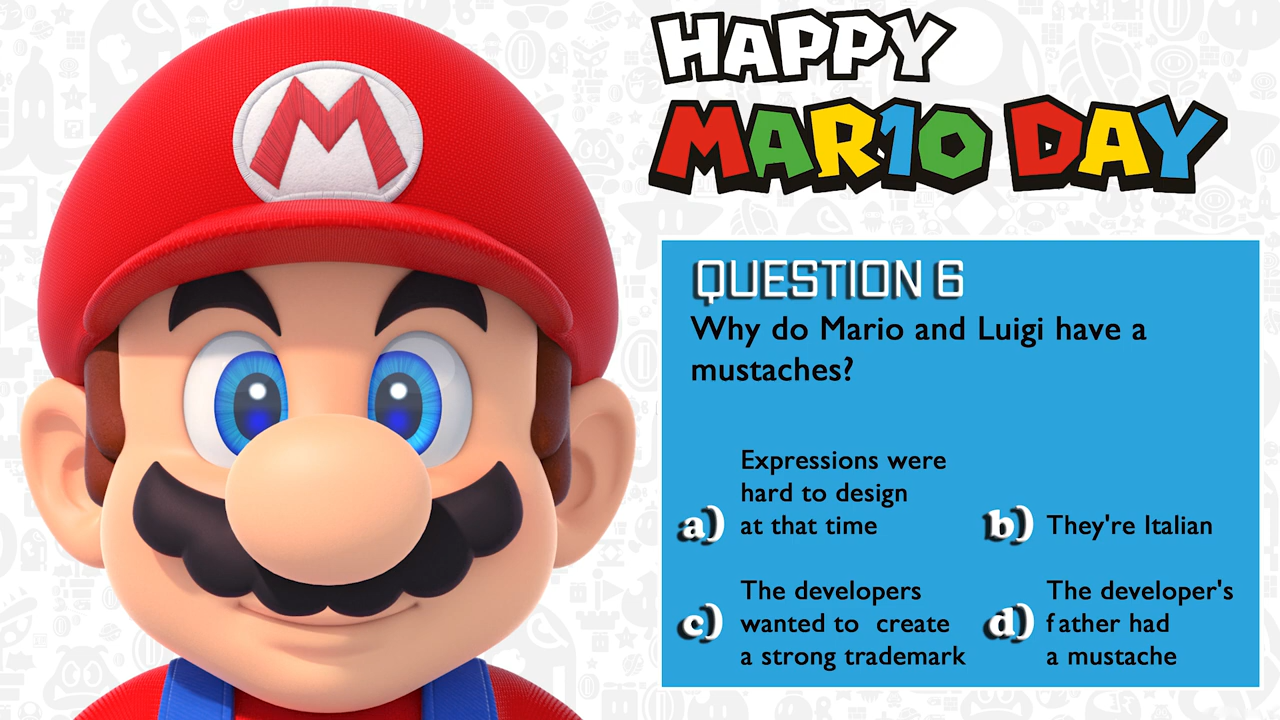 M
HAPPY
MAR10 DAY
QUESTION 6
Why do Mario and Luigi have a
mustaches?
a) Expressions were
hard to design
at that time
b) They're Italian
c) The developers
wanted to create
a strong trademark
d) The developer's
father had
a mustache